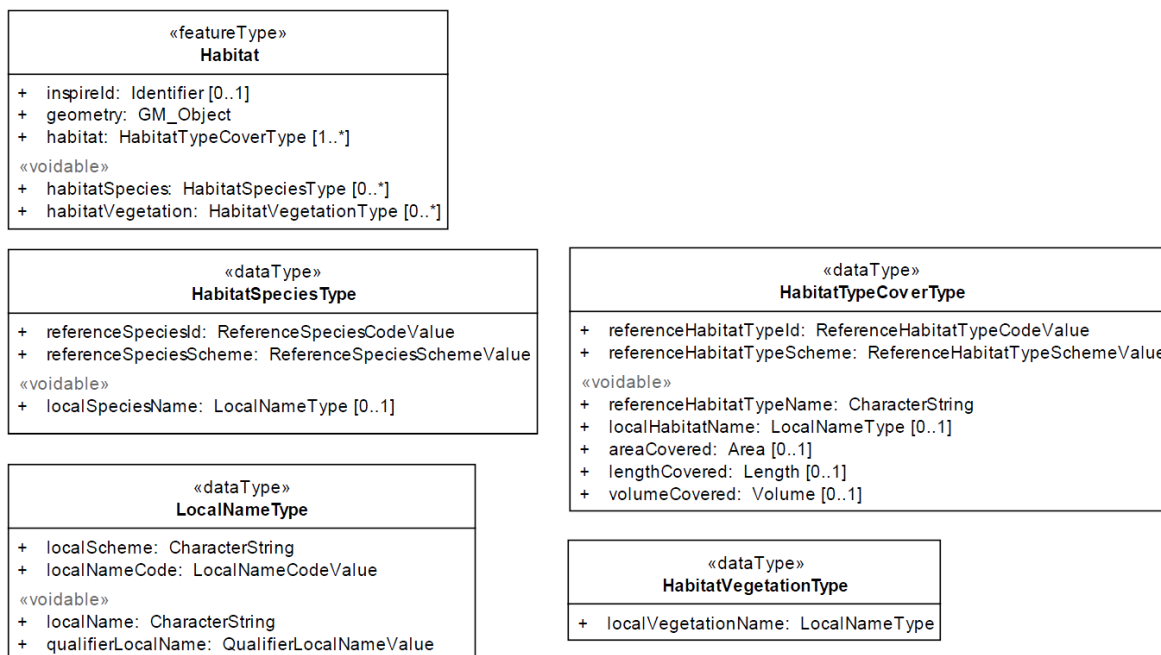 «featureType»
Habitat
+ inspireId: Identifier [0..1]
+ geometry: GM_Object
+ habitat: HabitatTypeCoverType [1..*]
«voidable»
+ habitatSpecies: HabitatSpeciesType [0..*]
+ habitatVegetation: HabitatVegetationType [0..*]
«dataType»
HabitatSpeciesType
+ referenceSpeciesId: ReferenceSpeciesCodeValue
+ referenceSpeciesScheme: ReferenceSpeciesSchemeValue
«voidable»
+ localSpeciesName: LocalNameType [0..1]
«dataType»
HabitatTypeCoverType
+ referenceHabitatTypeId: ReferenceHabitatTypeCodeValue
+ referenceHabitatTypeScheme: ReferenceHabitatTypeSchemeValue
«voidable»
+ referenceHabitatTypeName: CharacterString
+ localHabitatName: LocalNameType [0..1]
+ areaCovered: Area [0..1]
+ lengthCovered: Length [0..1]
+ volumeCovered: Volume [0..1]
«dataType»
LocalNameType
+ localScheme: CharacterString
+ localNameCode: LocalNameCodeValue
«voidable»
+ localName: CharacterString
+ qualifierLocalName: QualifierLocalNameValue
«dataType»
HabitatVegetationType
+ localVegetationName: LocalNameType